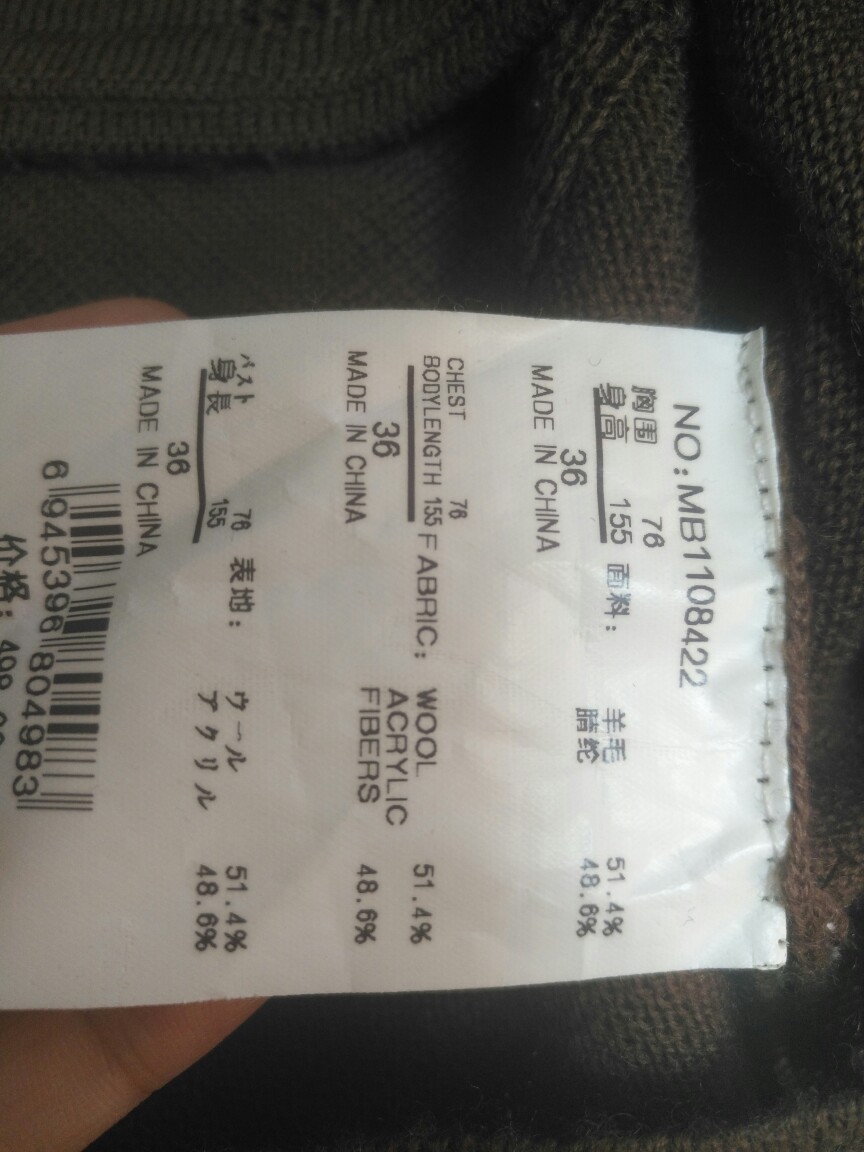 NO:MB1108422
胸围 76
身高 155 面料: 羊毛 51.4%
腈纶 48.6%
36
MADE IN CHINA
CHEST 76
BODYLENGTH 155 FABRIC: WOOL 51.4%
ACRYLIC
FIBERS 48.6%
36
MADE IN CHINA
バスト 76 表地: ウール 51.4%
身長 155 アクリル 48.6%
36
MADE IN CHINA
6 945396 804983
价格: